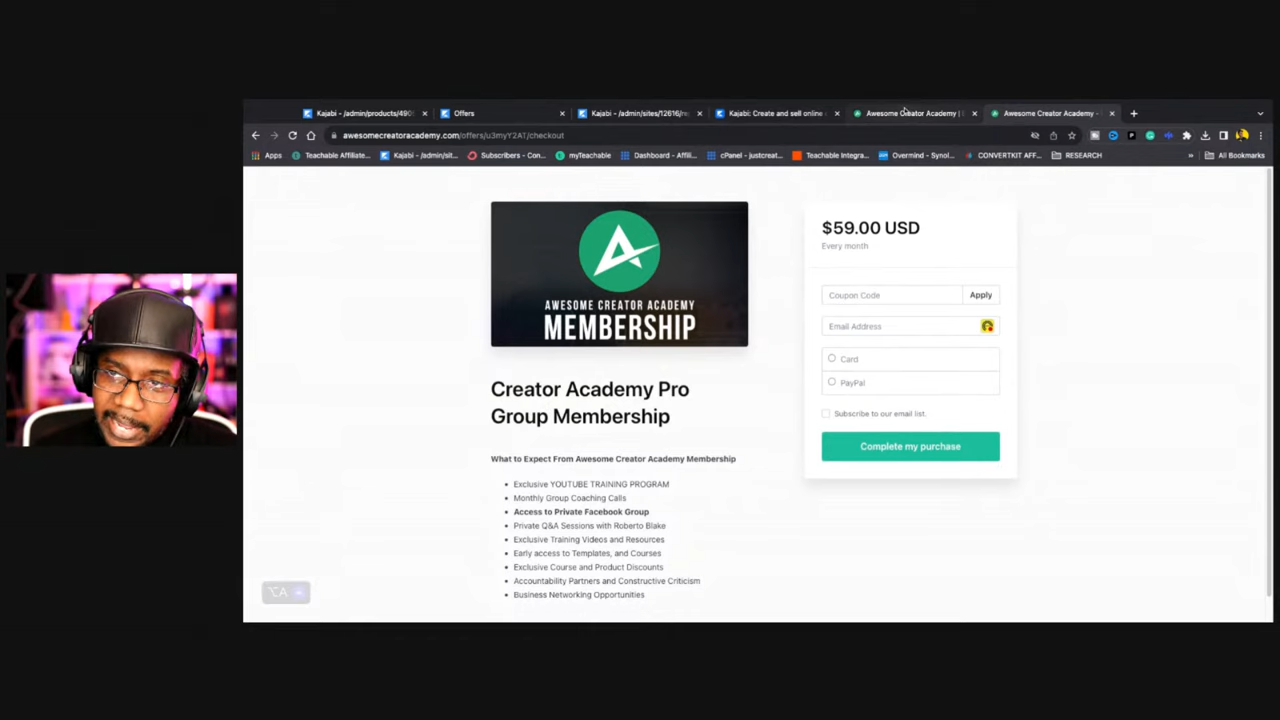 Kajabi - /admin/products/490
Offers
Kajabi - /admin/sites/12616/
Kajabi: Create and sell online
Awesome Creator Academy |
Awesome Creator Academy -
awesomecreatoracademy.com/offers/u3myY2AT/checkout
Apps
Teachable Affiliate...
Kajabi - /admin/sit...
Subscribers - Con...
myTeachable
Dashboard - Affili...
cPanel - justcreat...
Teachable Integra...
Overmind - Synol...
CONVERTKIT AFF...
RESEARCH
»
All Bookmarks
AWESOME CREATOR ACADEMY
MEMBERSHIP
Creator Academy Pro
Group Membership
What to Expect From Awesome Creator Academy Membership
• Exclusive YOUTUBE TRAINING PROGRAM
• Monthly Group Coaching Calls
• Access to Private Facebook Group
• Private Q&A Sessions with Roberto Blake
• Exclusive Training Videos and Resources
• Early access to Templates, and Courses
• Exclusive Course and Product Discounts
• Accountability Partners and Constructive Criticism
• Business Networking Opportunities
$59.00 USD
Every month
Coupon Code
Apply
Email Address
Card
PayPal
Subscribe to our email list.
Complete my purchase
⌥A